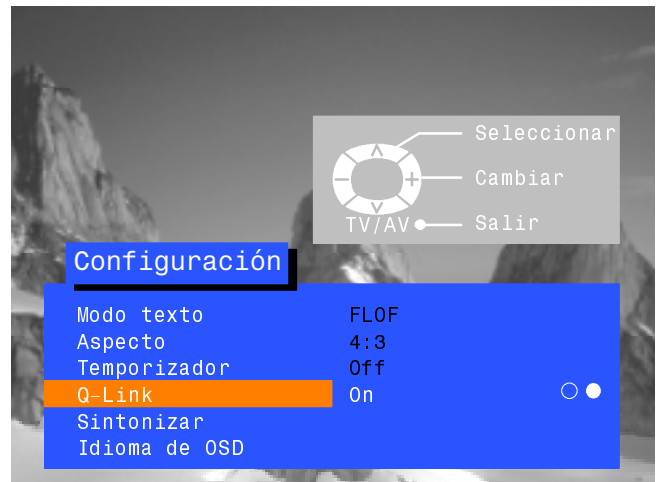 Seleccionar
Cambiar
TV/AV Salir
Configuración
Modo texto FLOF
Aspecto 4:3
Temporizador Off
Q-Link On
Sintonizar
Idioma de OSD